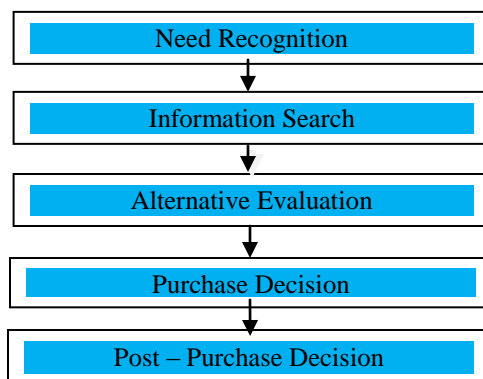 Need Recognition
Information Search
Alternative Evaluation
Purchase Decision
Post – Purchase Decision